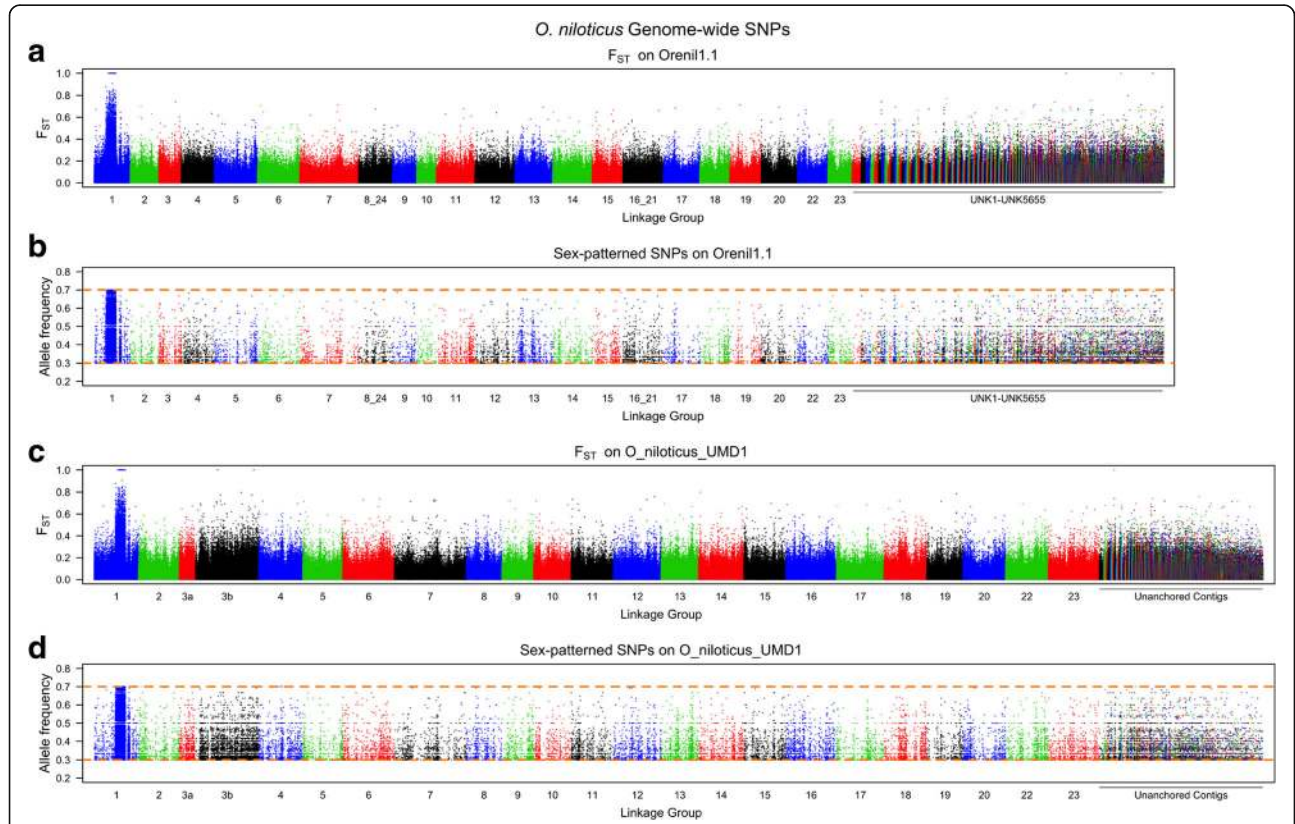 O. niloticus Genome-wide SNPs
a
FST on Orenil1.1
FST
1.0
0.8
0.6
0.4
0.2
0.0
1 2 3 4 5 6 7 8_24 9 10 11 12 13 14 15 16_21 17 18 19 20 22 23 UNK1-UNK5655
Linkage Group
b
Sex-patterned SNPs on Orenil1.1
Allele frequency
0.8
0.7
0.6
0.5
0.4
0.3
0.2
1 2 3 4 5 6 7 8_24 9 10 11 12 13 14 15 16_21 17 18 19 20 22 23 UNK1-UNK5655
Linkage Group
c
FST on O_niloticus_UMD1
FST
1.0
0.8
0.6
0.4
0.2
0.0
1 2 3a 3b 4 5 6 7 8 9 10 11 12 13 14 15 16 17 18 19 20 22 23 Unanchored Contigs
Linkage Group
d
Sex-patterned SNPs on O_niloticus_UMD1
Allele frequency
0.8
0.7
0.6
0.5
0.4
0.3
0.2
1 2 3a 3b 4 5 6 7 8 9 10 11 12 13 14 15 16 17 18 19 20 22 23 Unanchored Contigs
Linkage Group